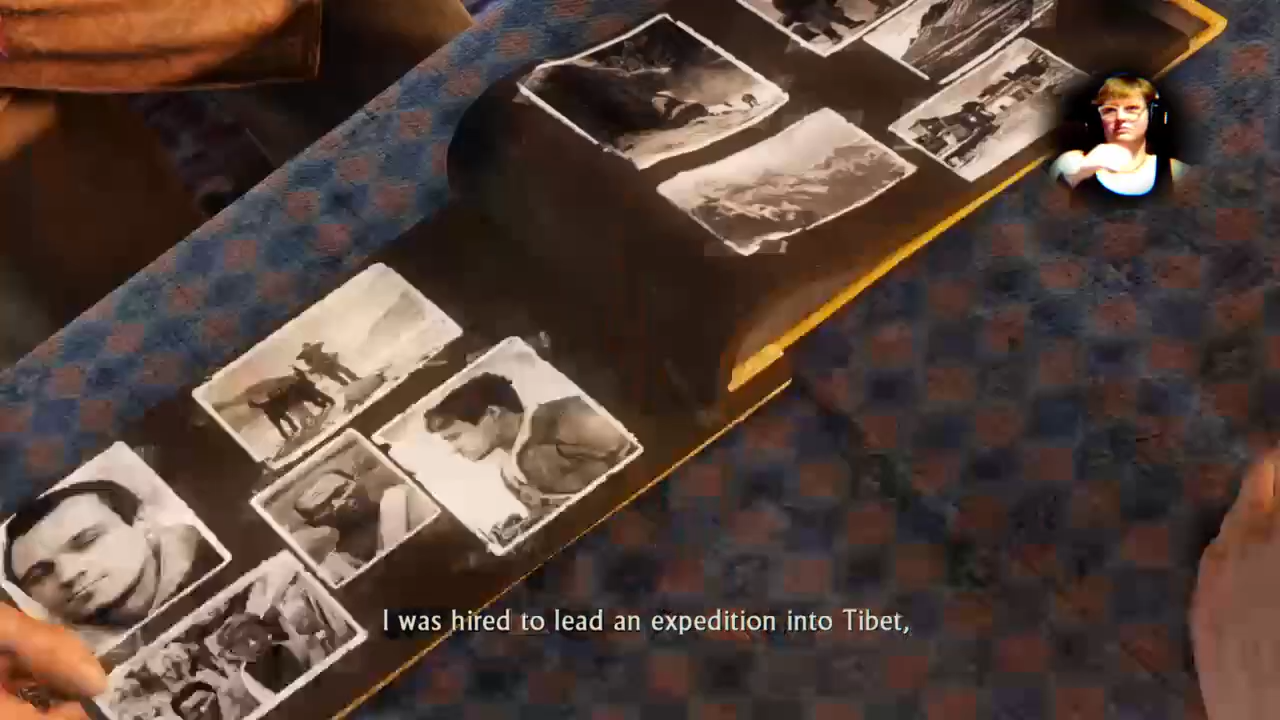 I was hired to lead an expedition into Tibet,